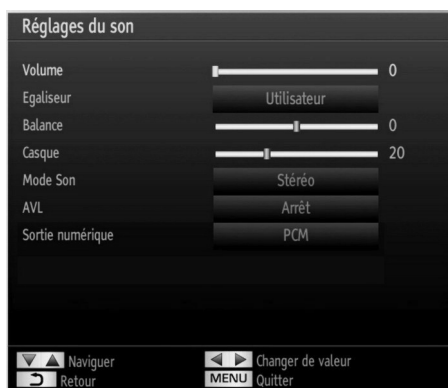 Réglages du son
Volume 0
Egaliseur Utilisateur
Balance 0
Casque 20
Mode Son Stéréo
AVL Arrêt
Sortie numérique PCM
Naviguer Changer de valeur
Retour MENU Quitter